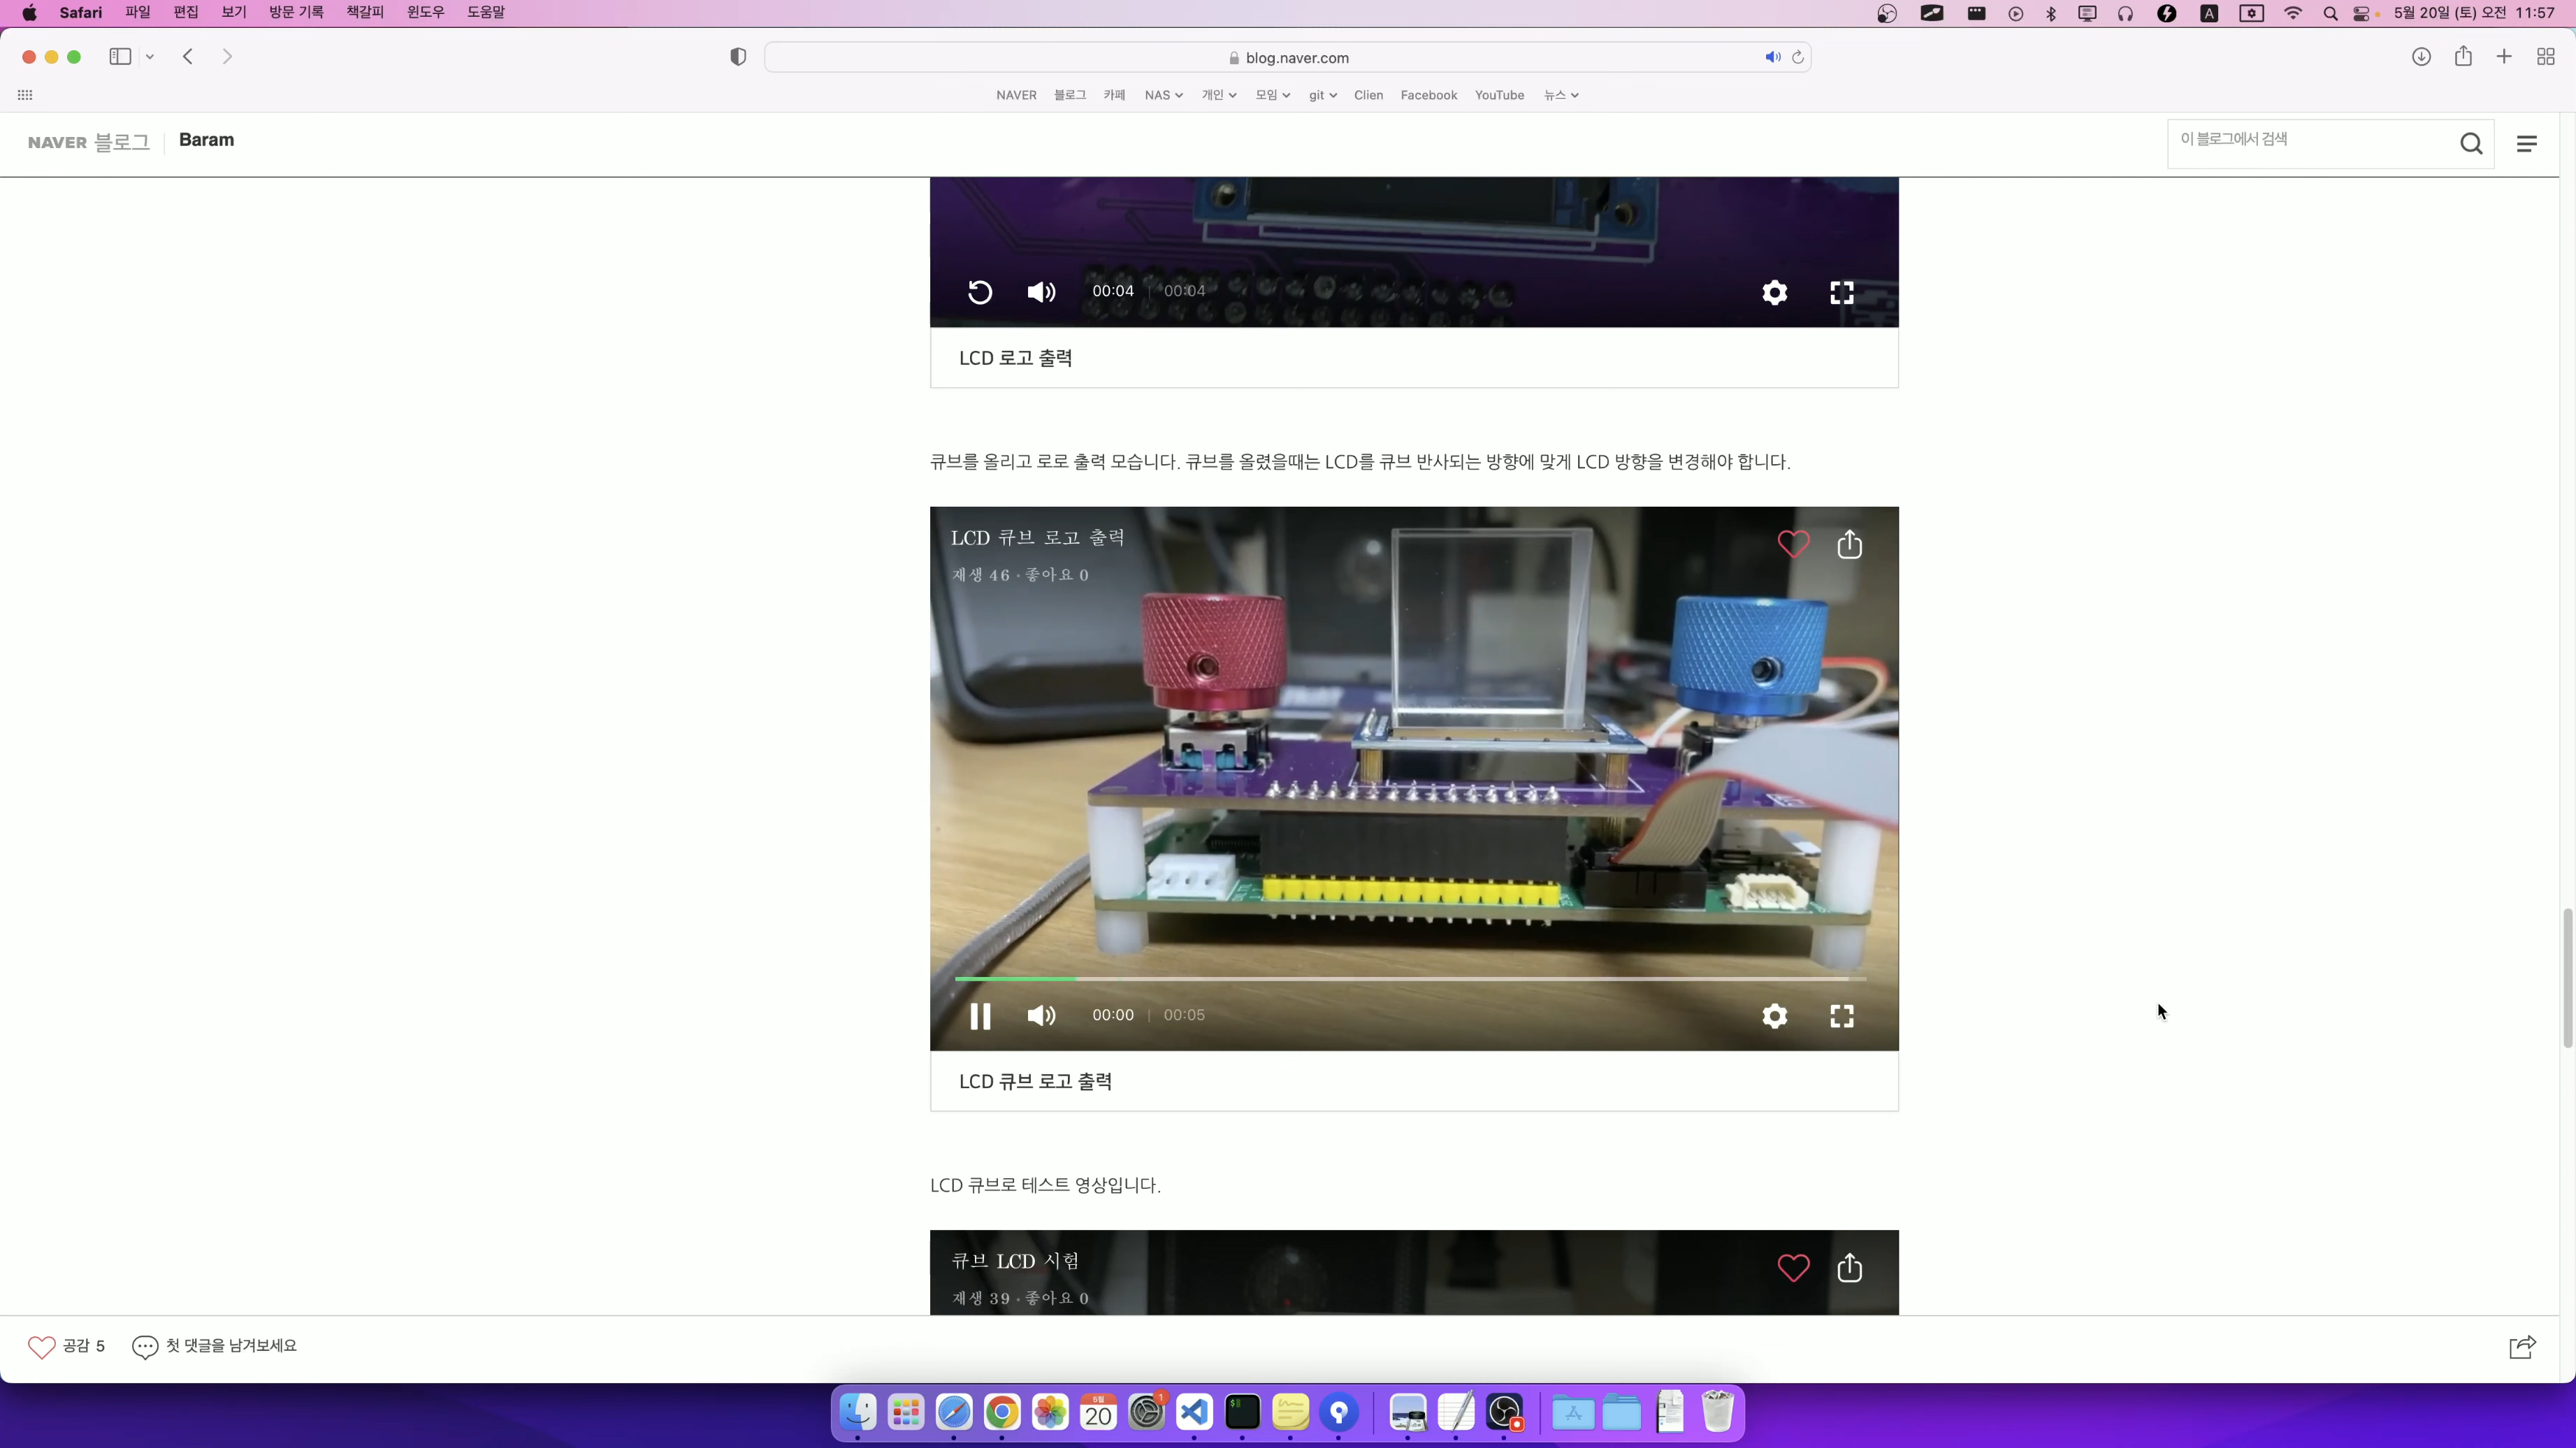 Safari 파일 편집 보기 방문 기록 책갈피 윈도우 도움말
A
5월 20일 (토) 오전 11:57
blog.naver.com
NAVER 블로그 카페 NAS 개인 모임 git Clien Facebook YouTube 뉴스
NAVER 블로그 Baram
이 블로그에서 검색
00:04 | 00:04
LCD 로고 출력
큐브를 올리고 로로 출력 모습니다. 큐브를 올렸을때는 LCD를 큐브 반사되는 방향에 맞게 LCD 방향을 변경해야 합니다.
LCD 큐브 로고 출력
재생 46 · 좋아요 0
00:00 | 00:05
LCD 큐브 로고 출력
LCD 큐브로 테스트 영상입니다.
큐브 LCD 시험
재생 39 · 좋아요 0
공감 5 첫 댓글을 남겨보세요
5월
20
1